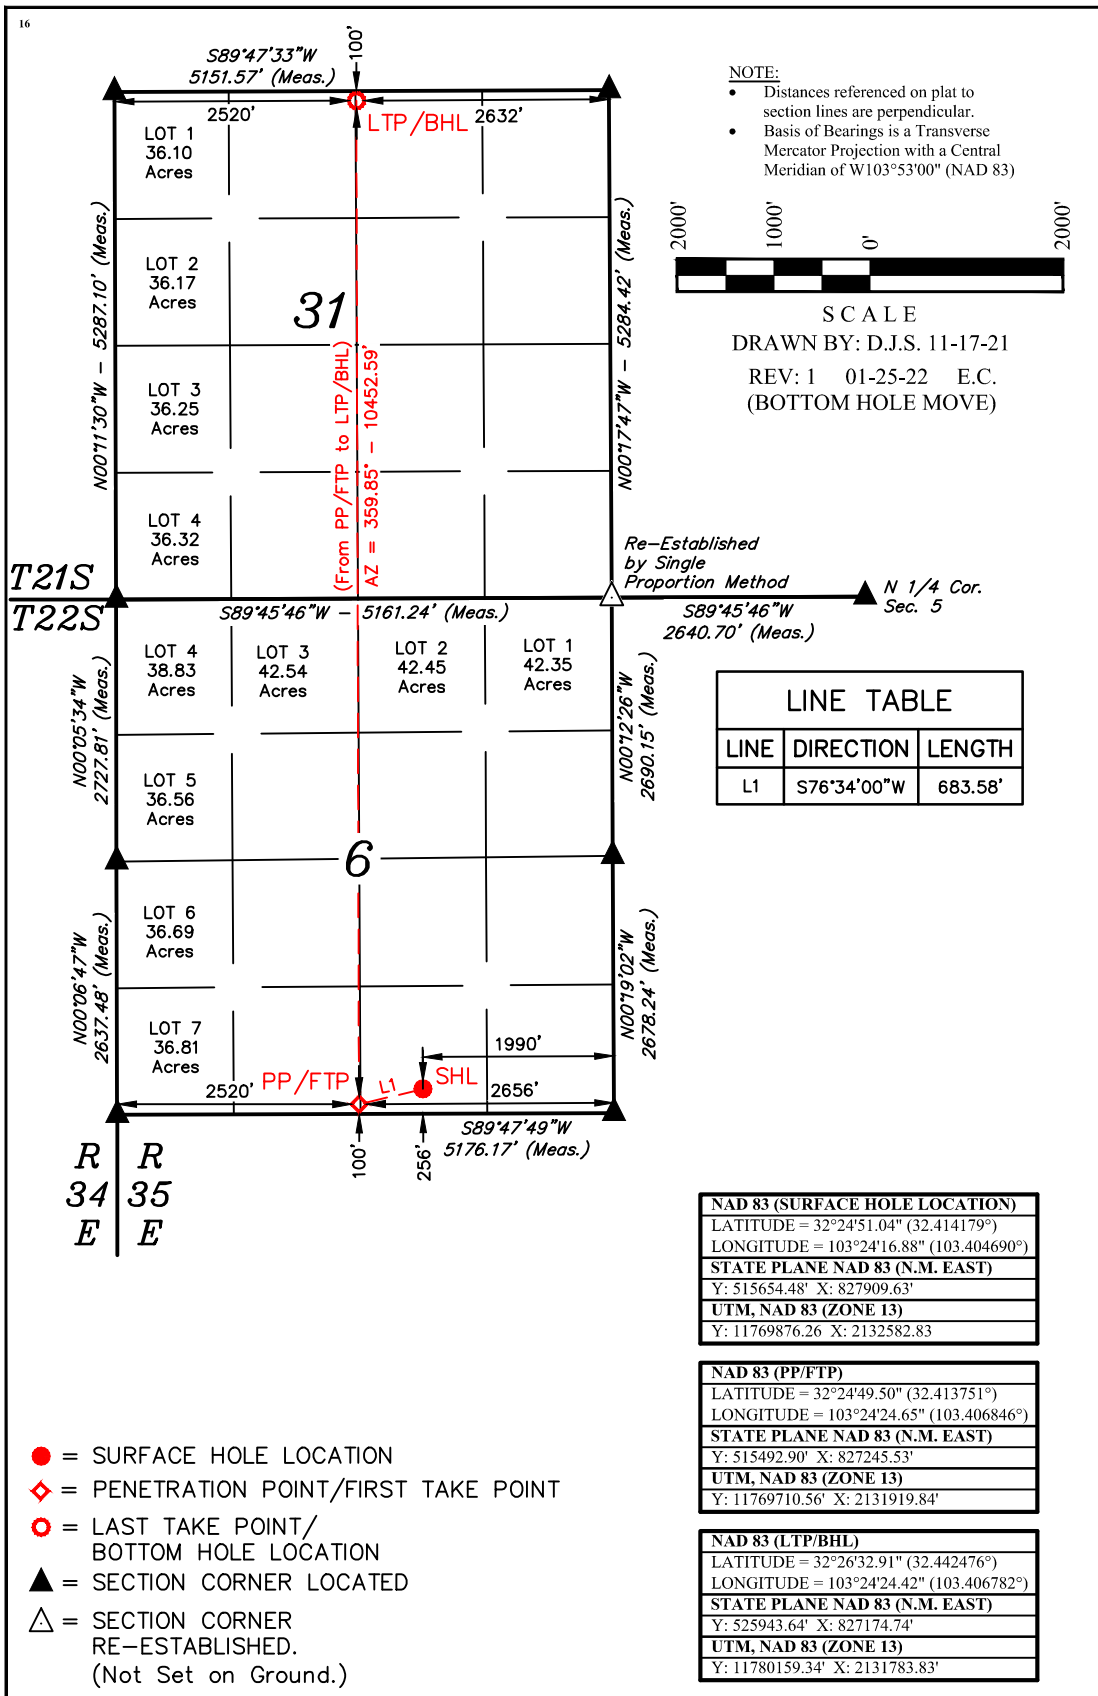 16
S89°47'33"W
5151.57' (Meas.)
100'
2520'
2632'
LTP/BHL
LOT 1
36.10
Acres
LOT 2
36.17
Acres
31
LOT 3
36.25
Acres
LOT 4
36.32
Acres
N00°11'30"W - 5287.10' (Meas.)
N00°17'47"W - 5284.42' (Meas.)
(From PP/FTP to LTP/BHL)
AZ = 359.85° - 10452.59'
NOTE:
• Distances referenced on plat to
section lines are perpendicular.
• Basis of Bearings is a Transverse
Mercator Projection with a Central
Meridian of W103°53'00" (NAD 83)
2000'
1000'
0'
2000'
SCALE
DRAWN BY: D.J.S. 11-17-21
REV: 1 01-25-22 E.C.
(BOTTOM HOLE MOVE)
Re-Established
by Single
Proportion Method
N 1/4 Cor.
Sec. 5
T21S
T22S
S89°45'46"W - 5161.24' (Meas.)
S89°45'46"W
2640.70' (Meas.)
LOT 4
38.83
Acres
LOT 3
42.54
Acres
LOT 2
42.45
Acres
LOT 1
42.35
Acres
N00°05'34"W
2727.81' (Meas.)
N00°12'26"W
2690.15' (Meas.)
LOT 5
36.56
Acres
6
LINE TABLE
LINE DIRECTION LENGTH
L1 S76°34'00"W 683.58'
LOT 6
36.69
Acres
LOT 7
36.81
Acres
N00°06'47"W
2637.48' (Meas.)
N00°19'02"W
2678.24' (Meas.)
1990'
PP/FTP
L1
SHL
2520'
2656'
S89°47'49"W
5176.17' (Meas.)
100'
256'
R R
34 35
E E
NAD 83 (SURFACE HOLE LOCATION)
LATITUDE = 32°24'51.04" (32.414179°)
LONGITUDE = 103°24'16.88" (103.404690°)
STATE PLANE NAD 83 (N.M. EAST)
Y: 515654.48' X: 827909.63'
UTM, NAD 83 (ZONE 13)
Y: 11769876.26 X: 2132582.83
NAD 83 (PP/FTP)
LATITUDE = 32°24'49.50" (32.413751°)
LONGITUDE = 103°24'24.65" (103.406846°)
STATE PLANE NAD 83 (N.M. EAST)
Y: 515492.90' X: 827245.53'
UTM, NAD 83 (ZONE 13)
Y: 11769710.56' X: 2131919.84'
NAD 83 (LTP/BHL)
LATITUDE = 32°26'32.91" (32.442476°)
LONGITUDE = 103°24'24.42" (103.406782°)
STATE PLANE NAD 83 (N.M. EAST)
Y: 525943.64' X: 827174.74'
UTM, NAD 83 (ZONE 13)
Y: 11780159.34' X: 2131783.83'
= SURFACE HOLE LOCATION
= PENETRATION POINT/FIRST TAKE POINT
= LAST TAKE POINT/
BOTTOM HOLE LOCATION
= SECTION CORNER LOCATED
= SECTION CORNER
RE-ESTABLISHED.
(Not Set on Ground.)